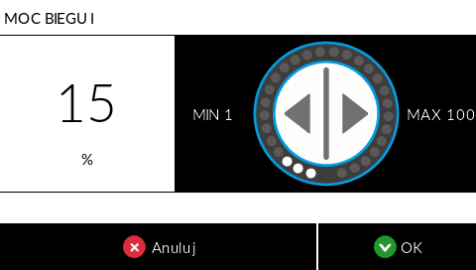 MOC BIEGU I
15
%
MIN 1
MAX 100
Anuluj
OK